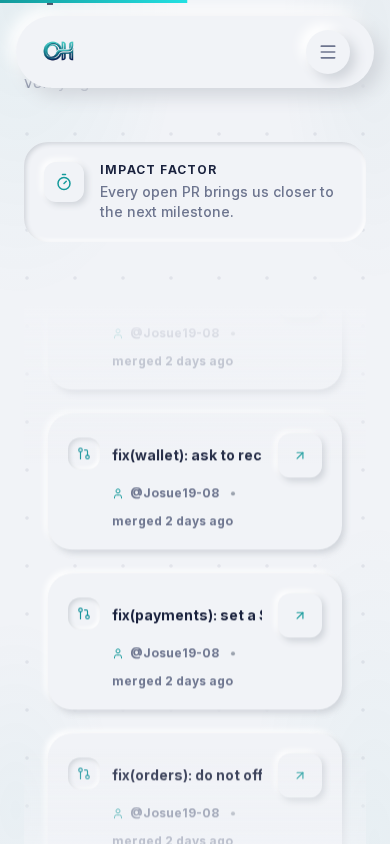 OH
IMPACT FACTOR
Every open PR brings us closer to
the next milestone.
@Josue19-08 •
merged 2 days ago
fix(wallet): ask to rec
@Josue19-08 •
merged 2 days ago
fix(payments): set a
@Josue19-08 •
merged 2 days ago
fix(orders): do not off
@Josue19-08 •
merged 2 days ago